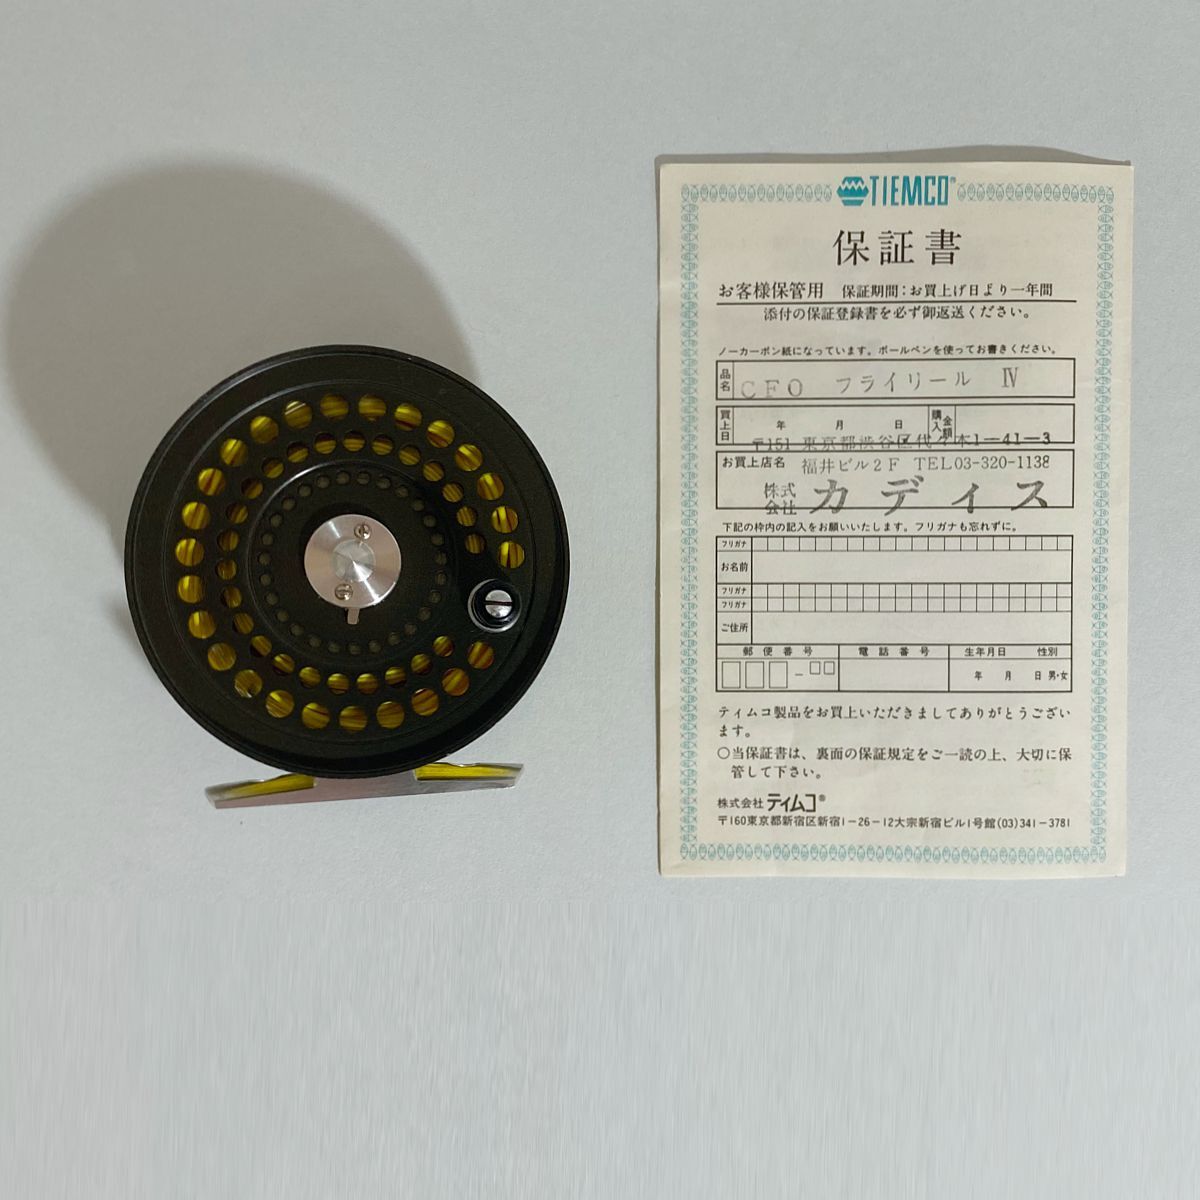 TIEMCO®
保証書
お客様保管用 保証期間:お買上げ日より一年間
添付の保証登録書を必ず御返送ください。
ノーカーボン紙になっています。ボールペンを使ってお書きください。
品名 CFO フライリール Ⅳ
買上日 年 月 日 購入金額
〒151 東京都渋谷区代々木1-41-3
お買上店名 福井ビル2F TEL03-320-1138
株式会社 カディス
下記の枠内の記入をお願いいたします。フリガナも忘れずに。
フリガナ
お名前
フリガナ
フリガナ
ご住所
郵便番号 電話番号 生年月日 性別
- 年 月 日 男・女
ティムコ製品をお買上いただきましてありがとうござい
ます。
○当保証書は、裏面の保証規定をご一読の上、大切に保
管して下さい。
株式会社 ティムコ®
〒160東京都新宿区新宿1-26-12大宗新宿ビル1号館(03)341-3781